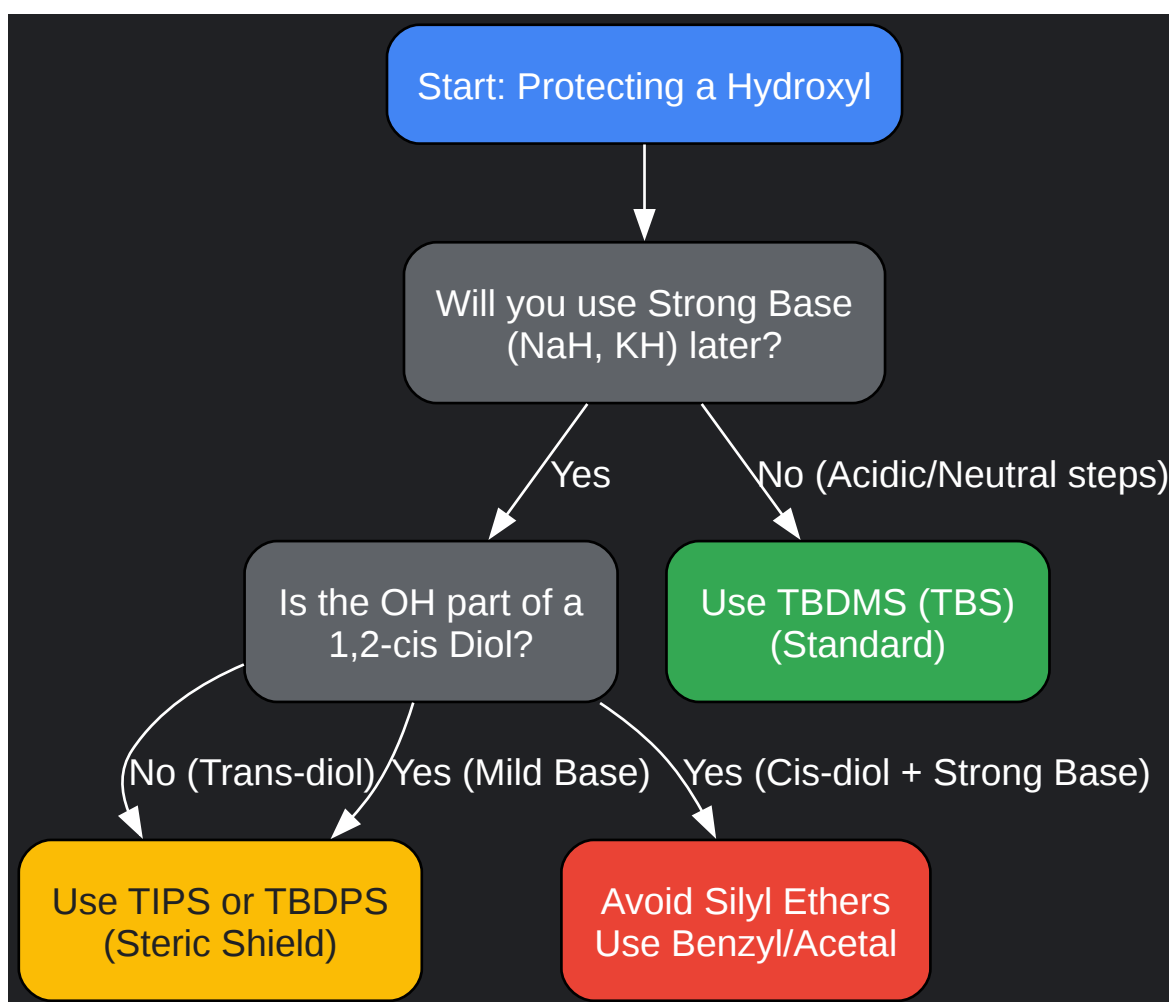 Start: Protecting a Hydroxyl
Will you use Strong Base
(NaH, KH) later?
Yes
No (Acidic/Neutral steps)
Is the OH part of a
1,2-cis Diol?
Use TBDMS (TBS)
(Standard)
No (Trans-diol)
Yes (Mild Base)
Yes (Cis-diol + Strong Base)
Use TIPS or TBDPS
(Steric Shield)
Avoid Silyl Ethers
Use Benzyl/Acetal